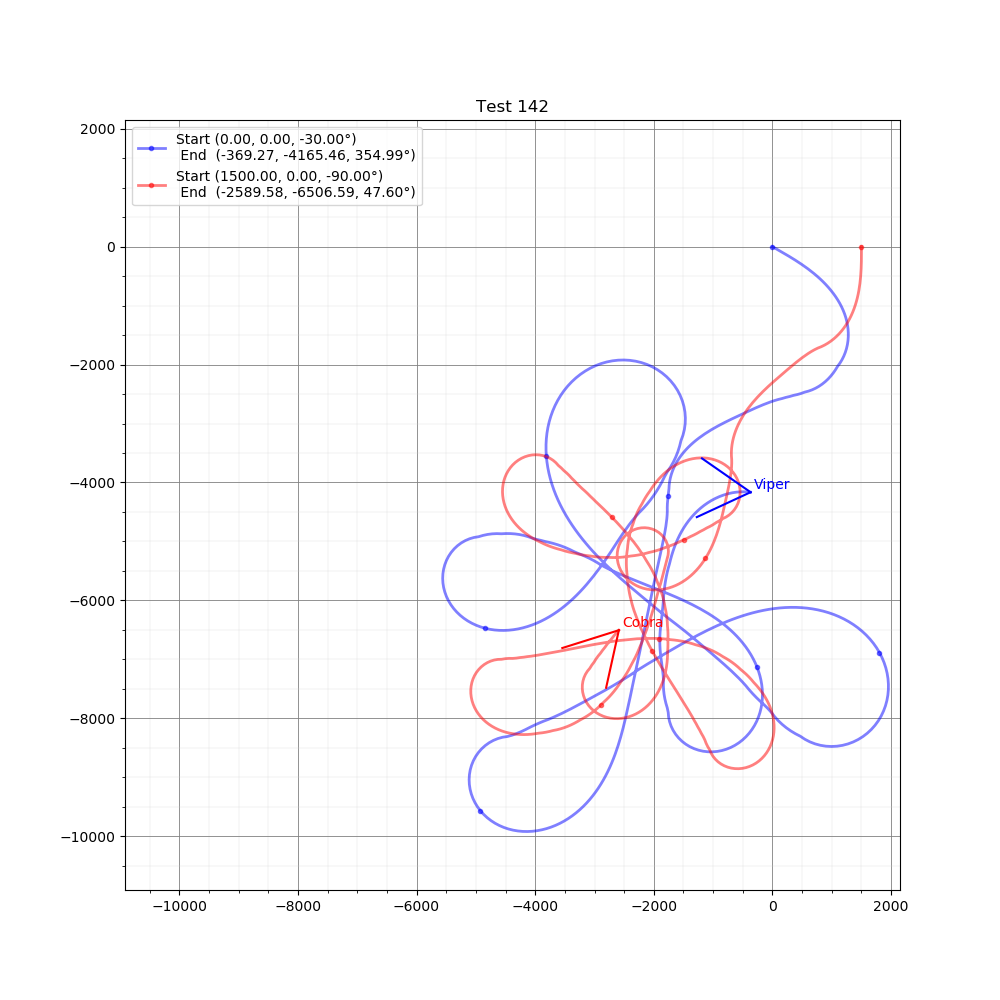 Test 142
Start (0.00, 0.00, -30.00°)
End (-369.27, -4165.46, 354.99°)
Start (1500.00, 0.00, -90.00°)
End (-2589.58, -6506.59, 47.60°)
2000
0
−2000
−4000
−6000
−8000
−10000
Viper
Cobra
−10000 −8000 −6000 −4000 −2000 0 2000